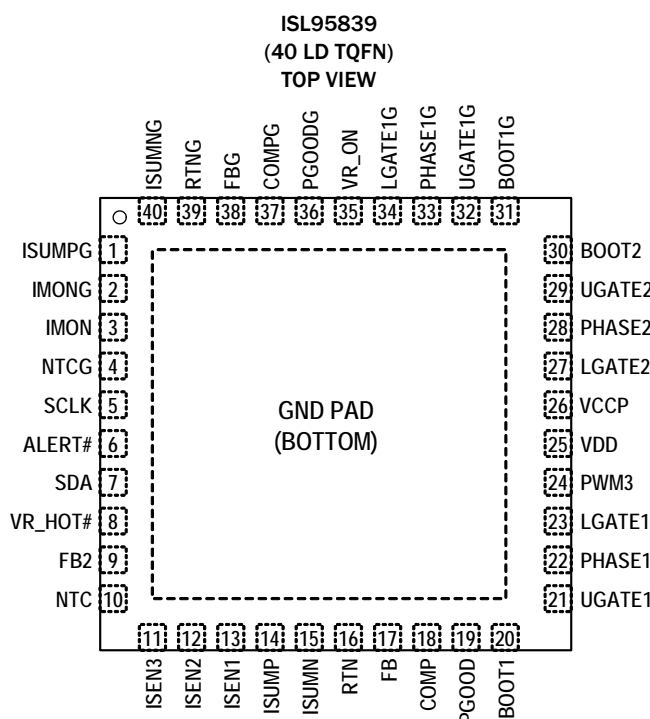 ISL95839
(40 LD TQFN)
TOP VIEW
ISUMNG
RTNG
FBG
COMPG
PGOODG
VR_ON
LGATE1G
PHASE1G
UGATE1G
BOOT1G
40 39 38 37 36 35 34 33 32 31
ISUMPG 1
IMONG 2
IMON 3
NTCG 4
SCLK 5
ALERT# 6
SDA 7
VR_HOT# 8
FB2 9
NTC 10
GND PAD
(BOTTOM)
30 BOOT2
29 UGATE2
28 PHASE2
27 LGATE2
26 VCCP
25 VDD
24 PWM3
23 LGATE1
22 PHASE1
21 UGATE1
11 12 13 14 15 16 17 18 19 20
ISEN3
ISEN2
ISEN1
ISUMP
ISUMN
RTN
FB
COMP
PGOOD
BOOT1